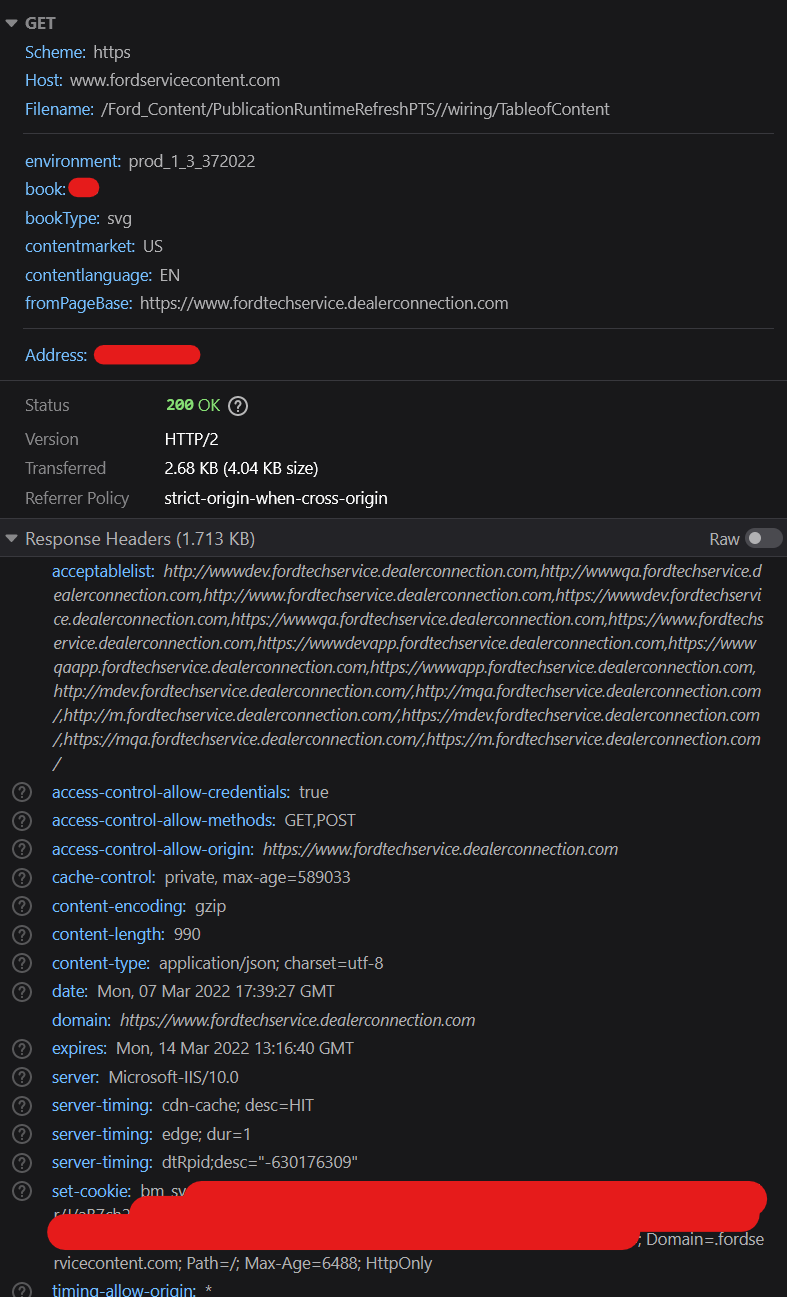 GET
Scheme: https
Host: www.fordservicecontent.com
Filename: /Ford_Content/PublicationRuntimeRefreshPTS//wiring/TableofContent
environment: prod_1_3_372022
book:
bookType: svg
contentmarket: US
contentlanguage: EN
fromPageBase: https://www.fordtechservice.dealerconnection.com
Address:
Status 200 OK ?
Version HTTP/2
Transferred 2.68 KB (4.04 KB size)
Referrer Policy strict-origin-when-cross-origin
Response Headers (1.713 KB) Raw
acceptablelist: http://wwwdev.fordtechservice.dealerconnection.com,http://wwwqa.fordtechservice.d
ealerconnection.com,http://www.fordtechservice.dealerconnection.com,https://wwwdev.fordtechservi
ce.dealerconnection.com,https://wwwqa.fordtechservice.dealerconnection.com,https://www.fordtechs
ervice.dealerconnection.com,https://wwwdevapp.fordtechservice.dealerconnection.com,https://www
qaapp.fordtechservice.dealerconnection.com,https://wwwapp.fordtechservice.dealerconnection.com,
http://mdev.fordtechservice.dealerconnection.com/,http://mqa.fordtechservice.dealerconnection.com
/,http://m.fordtechservice.dealerconnection.com/,https://mdev.fordtechservice.dealerconnection.com
/,https://mqa.fordtechservice.dealerconnection.com/,https://m.fordtechservice.dealerconnection.com
/
? access-control-allow-credentials: true
? access-control-allow-methods: GET,POST
? access-control-allow-origin: https://www.fordtechservice.dealerconnection.com
? cache-control: private, max-age=589033
? content-encoding: gzip
? content-length: 990
? content-type: application/json; charset=utf-8
? date: Mon, 07 Mar 2022 17:39:27 GMT
domain: https://www.fordtechservice.dealerconnection.com
? expires: Mon, 14 Mar 2022 13:16:40 GMT
? server: Microsoft-IIS/10.0
? server-timing: cdn-cache; desc=HIT
? server-timing: edge; dur=1
? server-timing: dtRpid;desc="-630176309"
? set-cookie: bm_sv
; Domain=.fordse
rvicecontent.com; Path=/; Max-Age=6488; HttpOnly
? timing-allow-origin: *